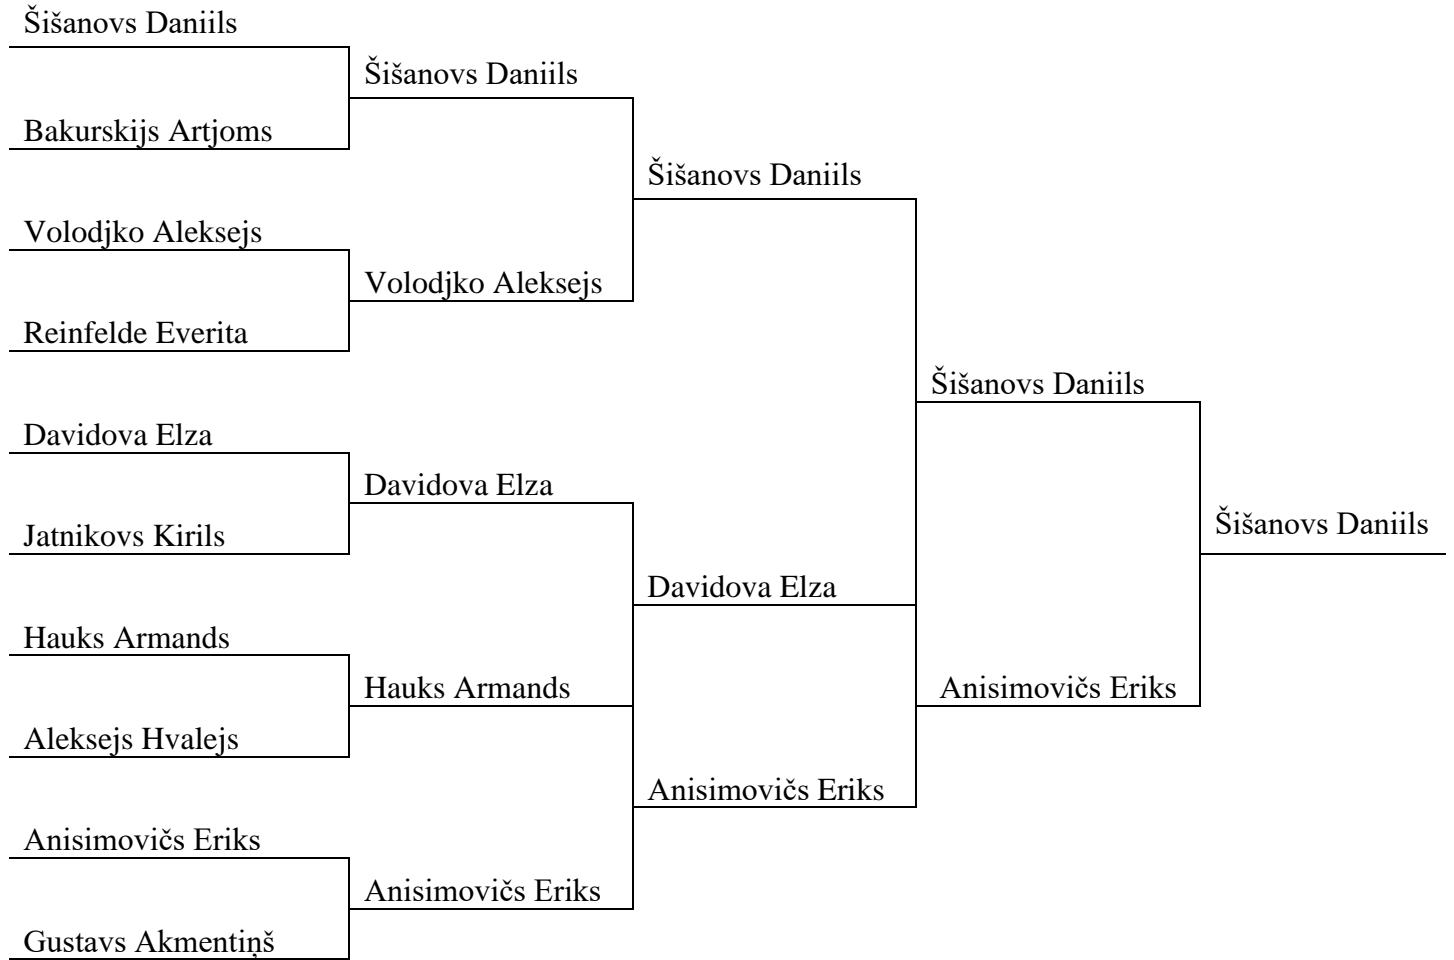 Šišanovs Daniils
Bakurskijs Artjoms
Volodjko Aleksejs
Reinfelde Everita
Davidova Elza
Jatnikovs Kirils
Hauks Armands
Aleksejs Hvalejs
Anisimovičs Eriks
Gustavs Akmentiņš
Šišanovs Daniils
Volodjko Aleksejs
Davidova Elza
Hauks Armands
Anisimovičs Eriks
Šišanovs Daniils
Davidova Elza
Anisimovičs Eriks
Šišanovs Daniils
Anisimovičs Eriks
Šišanovs Daniils